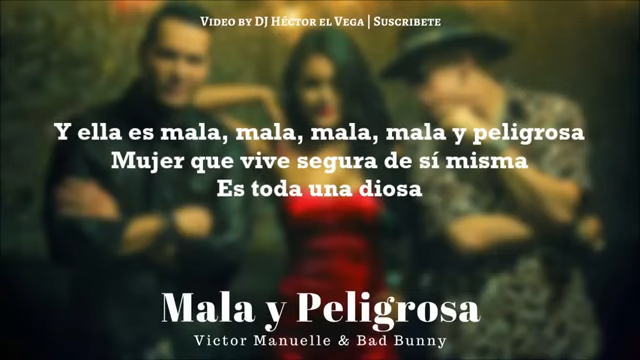 Video by DJ Héctor el Vega | Suscribete
Y ella es mala, mala, mala, mala y peligrosa
Mujer que vive segura de sí misma
Es toda una diosa
Mala y Peligrosa
Victor Manuelle & Bad Bunny